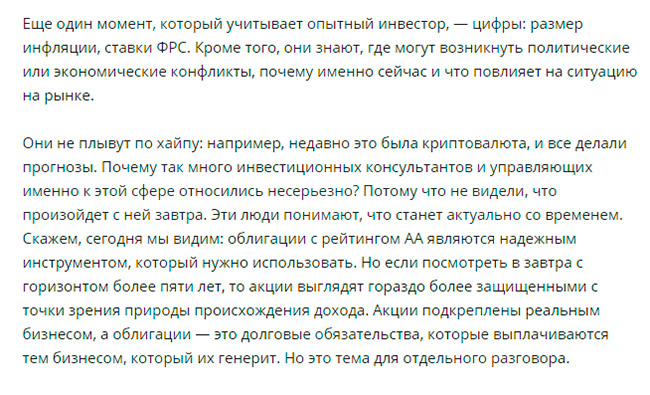 Еще один момент, который учитывает опытный инвестор, — цифры: размер
инфляции, ставки ФРС. Кроме того, они знают, где могут возникнуть политические
или экономические конфликты, почему именно сейчас и что повлияет на ситуацию
на рынке.
Они не плывут по хайпу: например, недавно это была криптовалюта, и все делали
прогнозы. Почему так много инвестиционных консультантов и управляющих
именно к этой сфере относились несерьезно? Потому что не видели, что
произойдет с ней завтра. Эти люди понимают, что станет актуально со временем.
Скажем, сегодня мы видим: облигации с рейтингом АА являются надежным
инструментом, который нужно использовать. Но если посмотреть в завтра с
горизонтом более пяти лет, то акции выглядят гораздо более защищенными с
точки зрения природы происхождения дохода. Акции подкреплены реальным
бизнесом, а облигации — это долговые обязательства, которые выплачиваются
тем бизнесом, который их генерит. Но это тема для отдельного разговора.